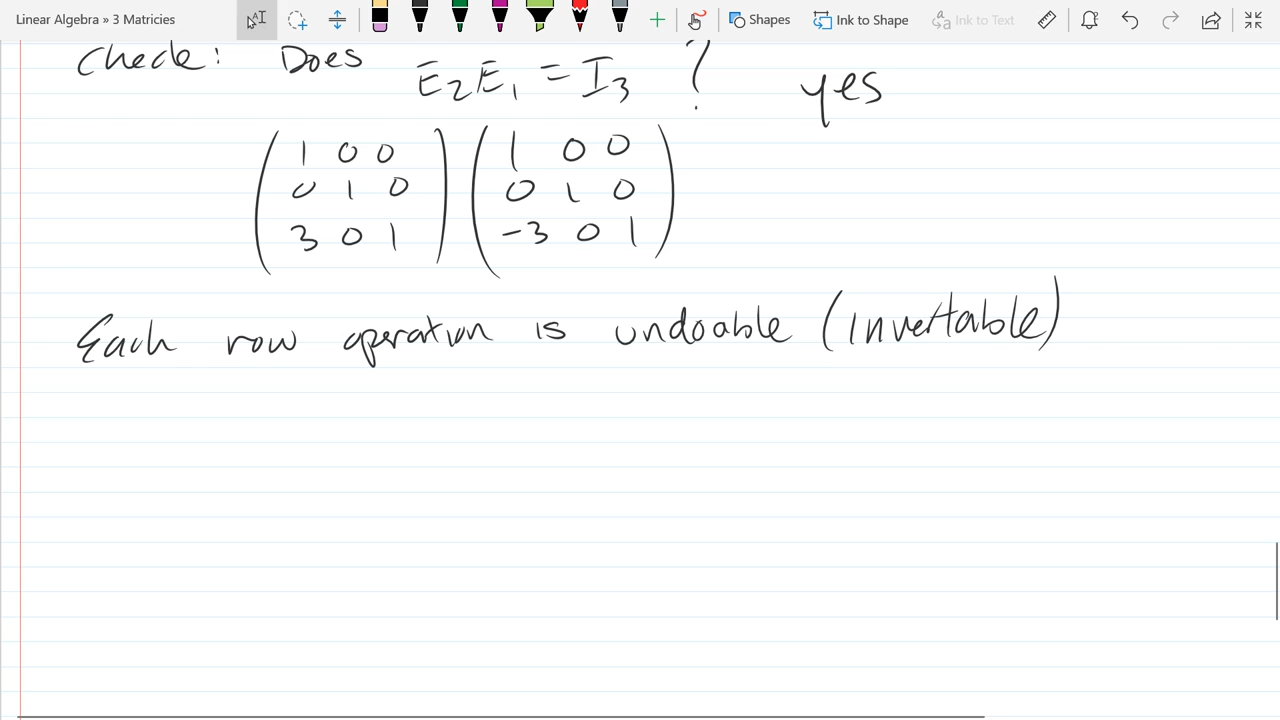 Linear Algebra » 3 Matricies
Shapes
Ink to Shape
Ink to Text
Check: Does E₂E₁ = I₃ ? yes
1 0 0 1 0 0
0 1 0 0 1 0
3 0 1 -3 0 1
Each row operation is undoable (invertable)